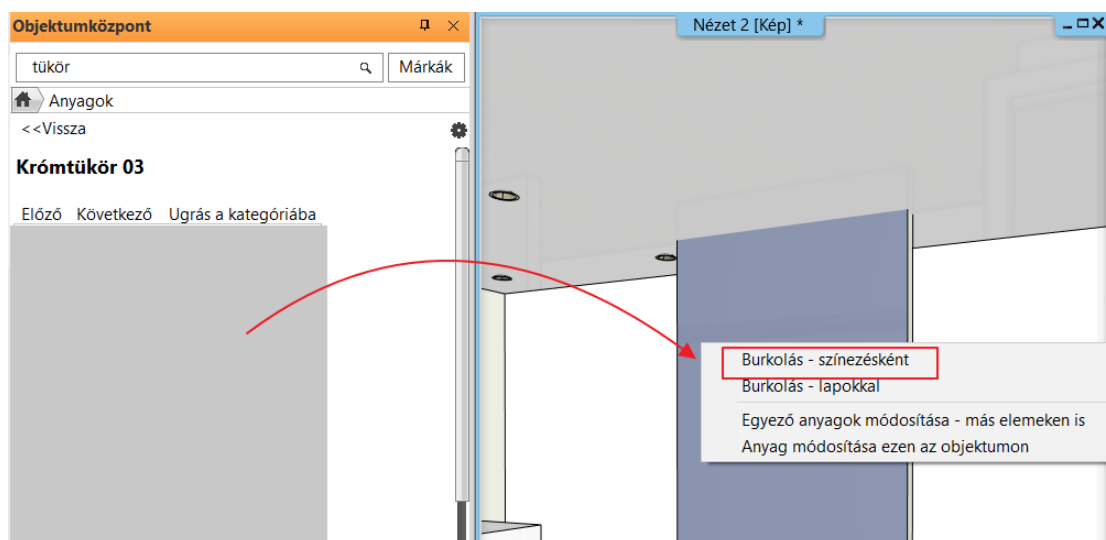 Objektumközpont
tükör
Márkák
Anyagok
<<Vissza
Krómtükör 03
Előző Következő Ugrás a kategóriába
Nézet 2 [Kép] *
Burkolás - színezésként
Burkolás - lapokkal
Egyező anyagok módosítása - más elemeken is
Anyag módosítása ezen az objektumon